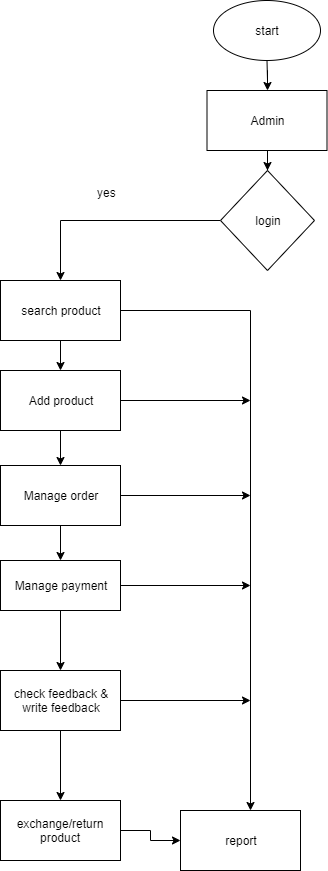 start
Admin
yes
login
search product
Add product
Manage order
Manage payment
check feedback &
write feedback
exchange/return
product
report